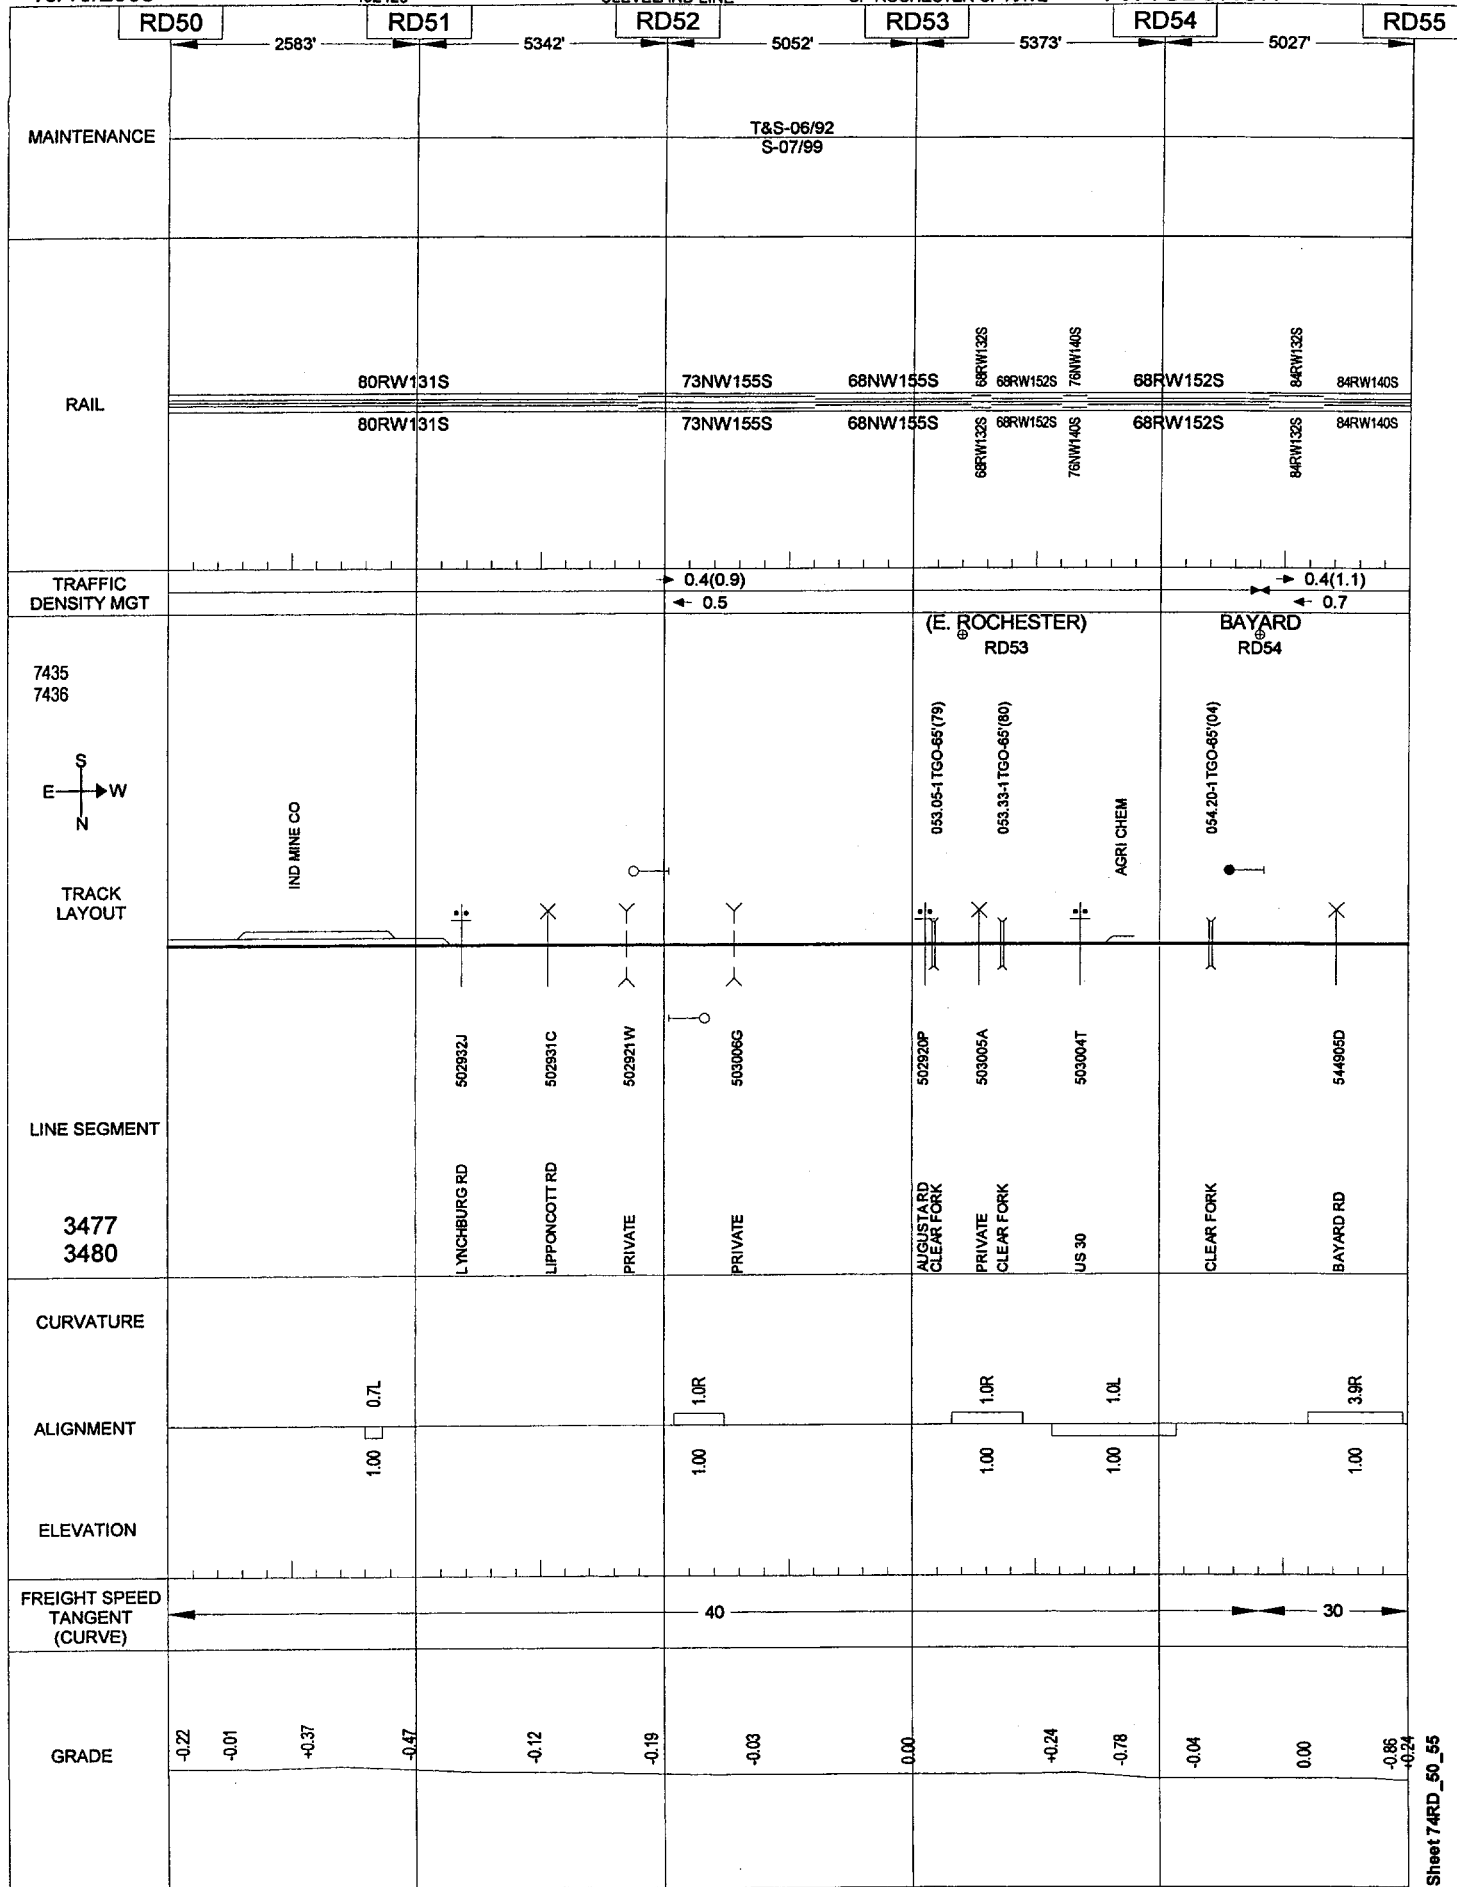 RD50 RD51 RD52 RD53 RD54 RD55
2583' 5342' 5052' 5373' 5027'
MAINTENANCE
T&S-06/92
S-07/99
RAIL
80RW131S 73NW155S 68NW155S 68RW132S 68RW152S 76NW140S 68RW152S 84RW132S 84RW140S
80RW131S 73NW155S 68NW155S 68RW132S 68RW152S 76NW140S 68RW152S 84RW132S 84RW140S
TRAFFIC
DENSITY MGT
0.4(0.9) 0.4(1.1)
0.5 0.7
(E. ROCHESTER) BAYARD
RD53 RD54
7435
7436
S
E W
N
IND MINE CO
053.05-1TGO-65'(79)
053.33-1TGO-65'(80)
AGRI CHEM
054.20-1TGO-65'(04)
TRACK
LAYOUT
502932J
502931C
502921W
503006G
502920P
503005A
503004T
544905D
LINE SEGMENT
3477
3480
LYNCHBURG RD
LIPPONCOTT RD
PRIVATE
PRIVATE
AUGUSTA RD
CLEAR FORK
PRIVATE
CLEAR FORK
US 30
CLEAR FORK
BAYARD RD
CURVATURE
0.7L 1.0R 1.0R 1.0L 3.9R
ALIGNMENT
1.00 1.00 1.00 1.00 1.00
ELEVATION
FREIGHT SPEED
TANGENT
(CURVE)
40 30
GRADE
-0.22 -0.01 +0.37 -0.47 -0.12 -0.19 -0.03 0.00 +0.24 -0.78 -0.04 0.00 -0.86 +0.24
Sheet 74RD_50_55